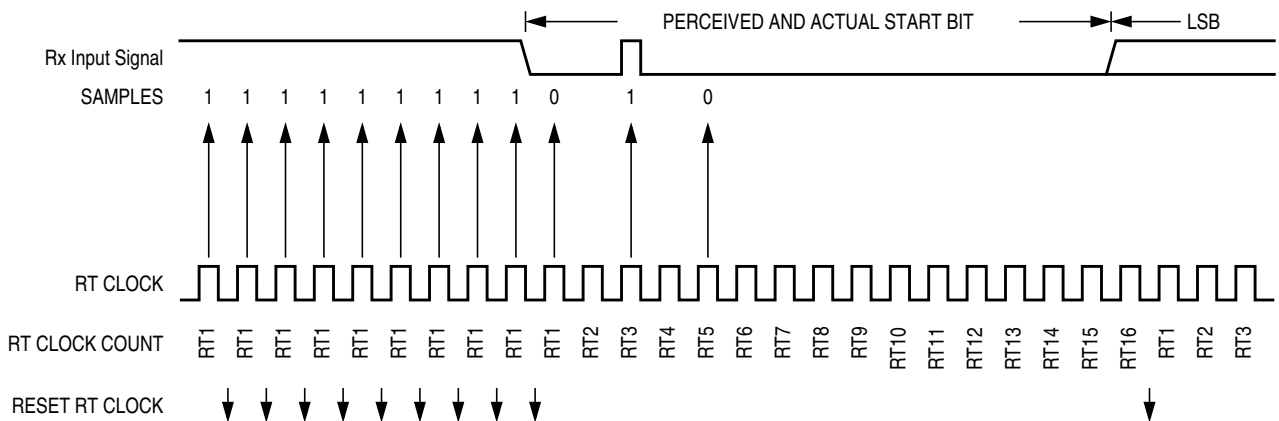 PERCEIVED AND ACTUAL START BIT LSB
Rx Input Signal
SAMPLES 1 1 1 1 1 1 1 1 1 0 1 0
RT CLOCK
RT CLOCK COUNT RT1 RT1 RT1 RT1 RT1 RT1 RT1 RT1 RT1 RT1 RT2 RT3 RT4 RT5 RT6 RT7 RT8 RT9 RT10 RT11 RT12 RT13 RT14 RT15 RT16 RT1 RT2 RT3
RESET RT CLOCK